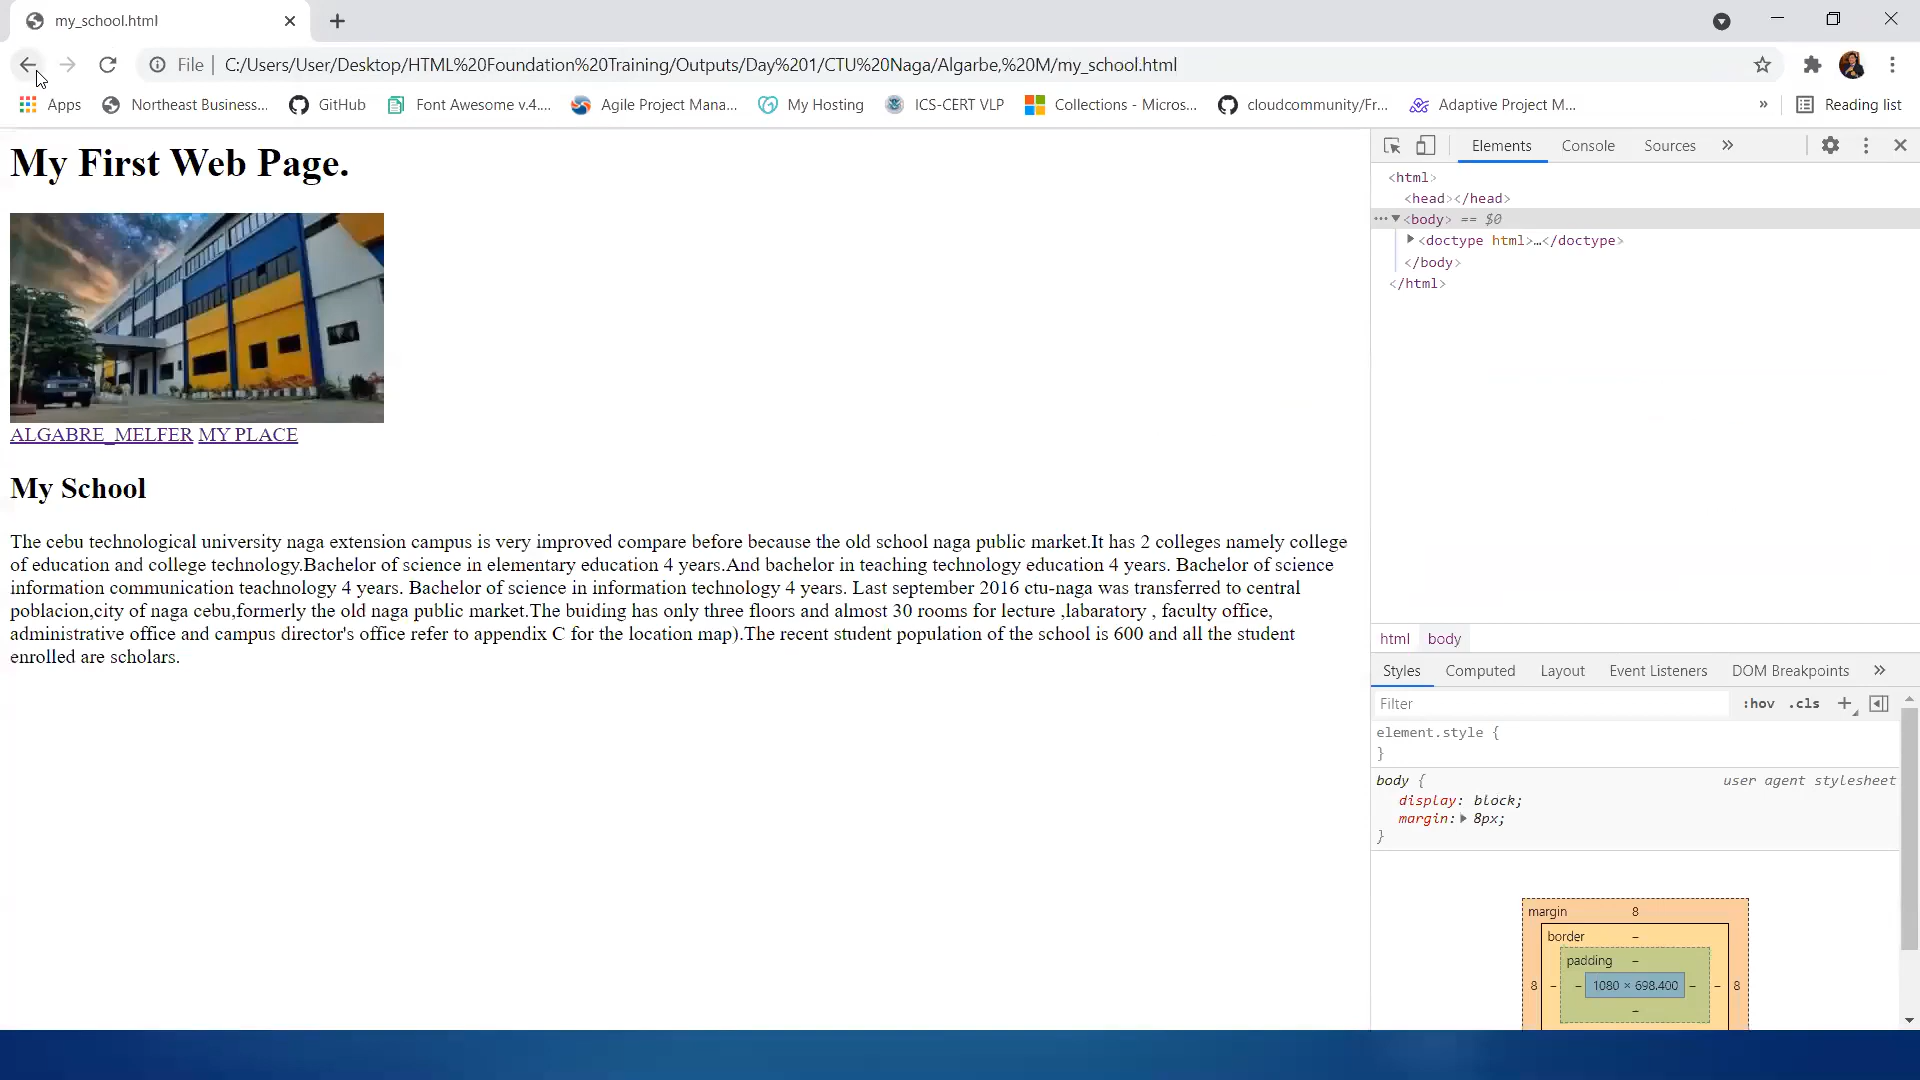 my_school.html
File
C:/Users/User/Desktop/HTML%20Foundation%20Training/Outputs/Day%201/CTU%20Naga/Algarbe,%20M/my_school.html
Apps
Northeast Business...
GitHub
Font Awesome v.4....
Agile Project Mana...
My Hosting
ICS-CERT VLP
Collections - Micros...
cloudcommunity/Fr...
Adaptive Project M...
»
Reading list
My First Web Page.
ALGABRE_MELFER MY PLACE
My School
The cebu technological university naga extension campus is very improved compare before because the old school naga public market.It has 2 colleges namely college
of education and college technology.Bachelor of science in elementary education 4 years.And bachelor in teaching technology education 4 years. Bachelor of science
information communication teachnology 4 years. Bachelor of science in information technology 4 years. Last september 2016 ctu-naga was transferred to central
poblacion,city of naga cebu,formerly the old naga public market.The buiding has only three floors and almost 30 rooms for lecture ,labaratory , faculty office,
administrative office and campus director's office refer to appendix C for the location map).The recent student population of the school is 600 and all the student
enrolled are scholars.
Elements
Console
Sources
»
<html>
<head></head>
<body> == $0
<doctype html>…</doctype>
</body>
</html>
html
body
Styles
Computed
Layout
Event Listeners
DOM Breakpoints
»
Filter
:hov
.cls
element.style {
}
body {
user agent stylesheet
display: block;
margin: 8px;
}
margin
8
border
–
padding
–
8
–
–
1080 × 698.400
–
–
8
–